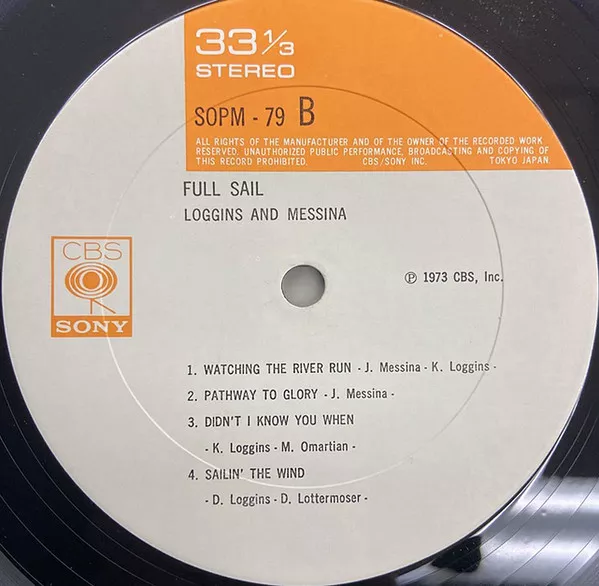 33 1/3
STEREO
SOPM - 79 B
ALL RIGHTS OF THE MANUFACTURER AND OF THE OWNER OF THE RECORDED WORK
RESERVED. UNAUTHORIZED PUBLIC PERFORMANCE, BROADCASTING AND COPYING OF
THIS RECORD PROHIBITED. CBS/SONY INC. TOKYO JAPAN.
FULL SAIL
LOGGINS AND MESSINA
CBS
SONY
℗ 1973 CBS, Inc.
1. WATCHING THE RIVER RUN - J. Messina - K. Loggins -
2. PATHWAY TO GLORY - J. Messina -
3. DIDN'T I KNOW YOU WHEN
- K. Loggins - M. Omartian -
4. SAILIN' THE WIND
- D. Loggins - D. Lottermoser -